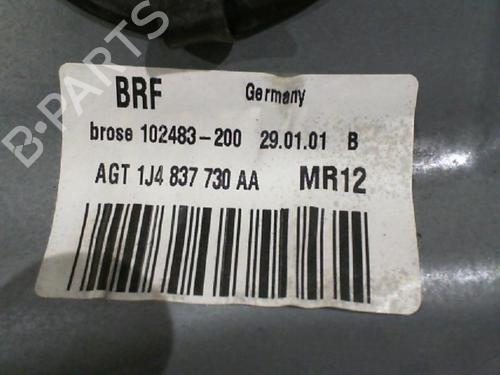 BRF Germany
brose 102483-200 29.01.01 B
AGT 1J4 837 730 AA MR12
B-PARTS